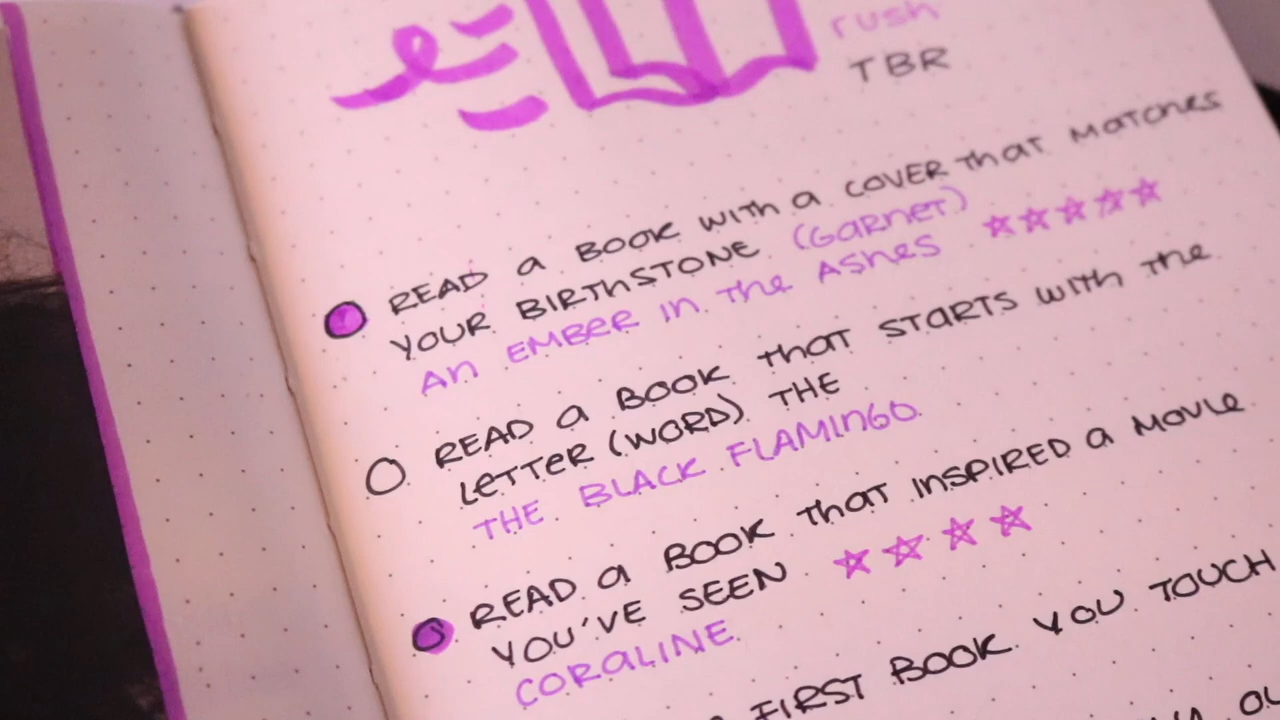 rush
TBR
READ a BOOK with a COVER that Matches
YOUR BIRTHSTONE (Garnet)
AN EMBER in the Ashes
READ a BOOK that STARTS with the
LETTER (WORD) THE
THE BLACK FLAMINGO
READ a BOOK that INSPIRED a MOVIE
YOU'VE SEEN
CORALINE
FIRST BOOK YOU TOUCH